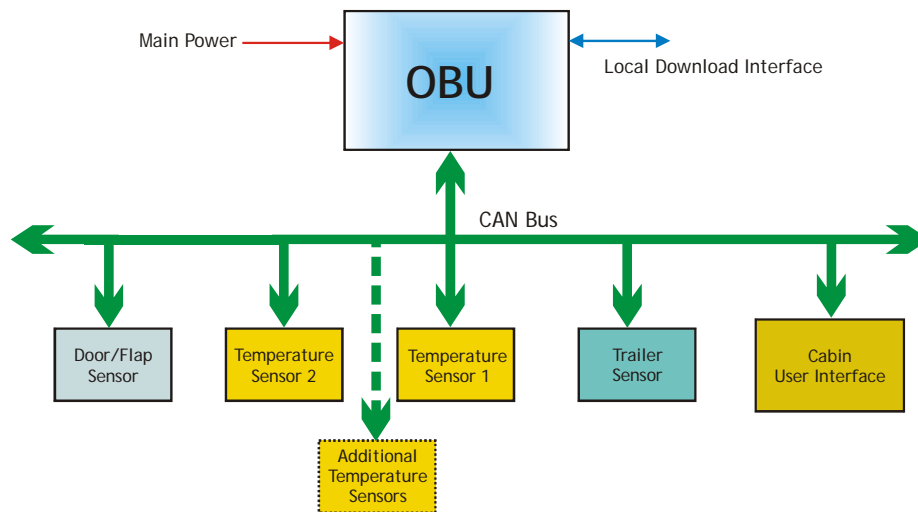 Main Power
OBU
Local Download Interface
CAN Bus
Door/Flap
Sensor
Temperature
Sensor 2
Temperature
Sensor 1
Trailer
Sensor
Cabin
User Interface
Additional
Temperature
Sensors